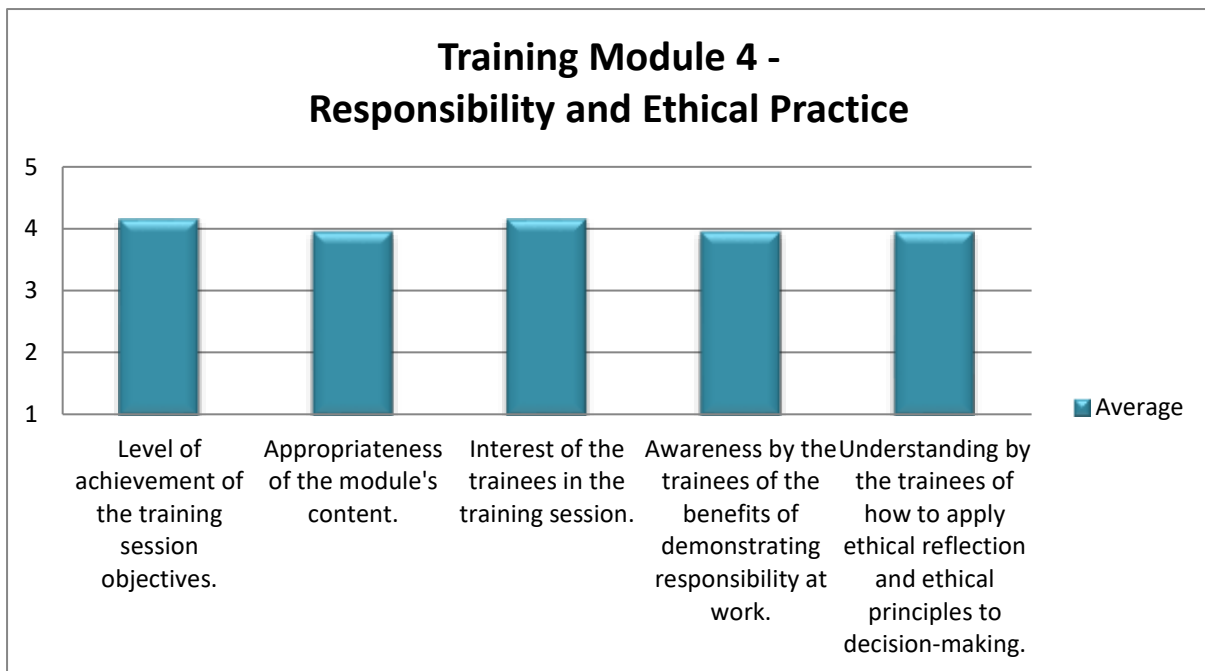 Training Module 4 -
Responsibility and Ethical Practice
5
4
3
2
1
Level of
achievement of
the training
session
objectives.
Appropriateness
of the module's
content.
Interest of the
trainees in the
training session.
Awareness by the
trainees of the
benefits of
demonstrating
responsibility at
work.
Understanding by
the trainees of
how to apply
ethical reflection
and ethical
principles to
decision-making.
Average